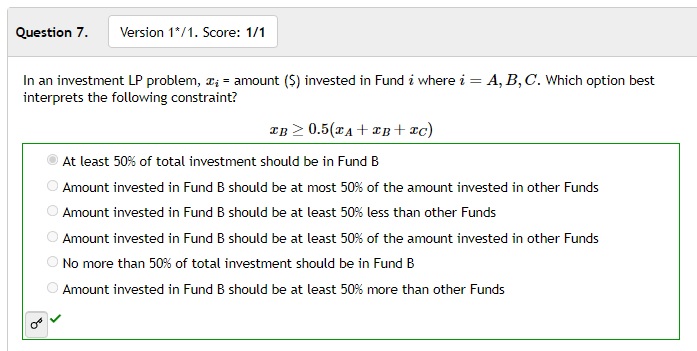 Question 7.
Version 1*/1. Score: 1/1
In an investment LP problem, xᵢ = amount ($) invested in Fund i where i = A, B, C. Which option best
interprets the following constraint?
x_B ≥ 0.5(x_A + x_B + x_C)
At least 50% of total investment should be in Fund B
Amount invested in Fund B should be at most 50% of the amount invested in other Funds
Amount invested in Fund B should be at least 50% less than other Funds
Amount invested in Fund B should be at least 50% of the amount invested in other Funds
No more than 50% of total investment should be in Fund B
Amount invested in Fund B should be at least 50% more than other Funds